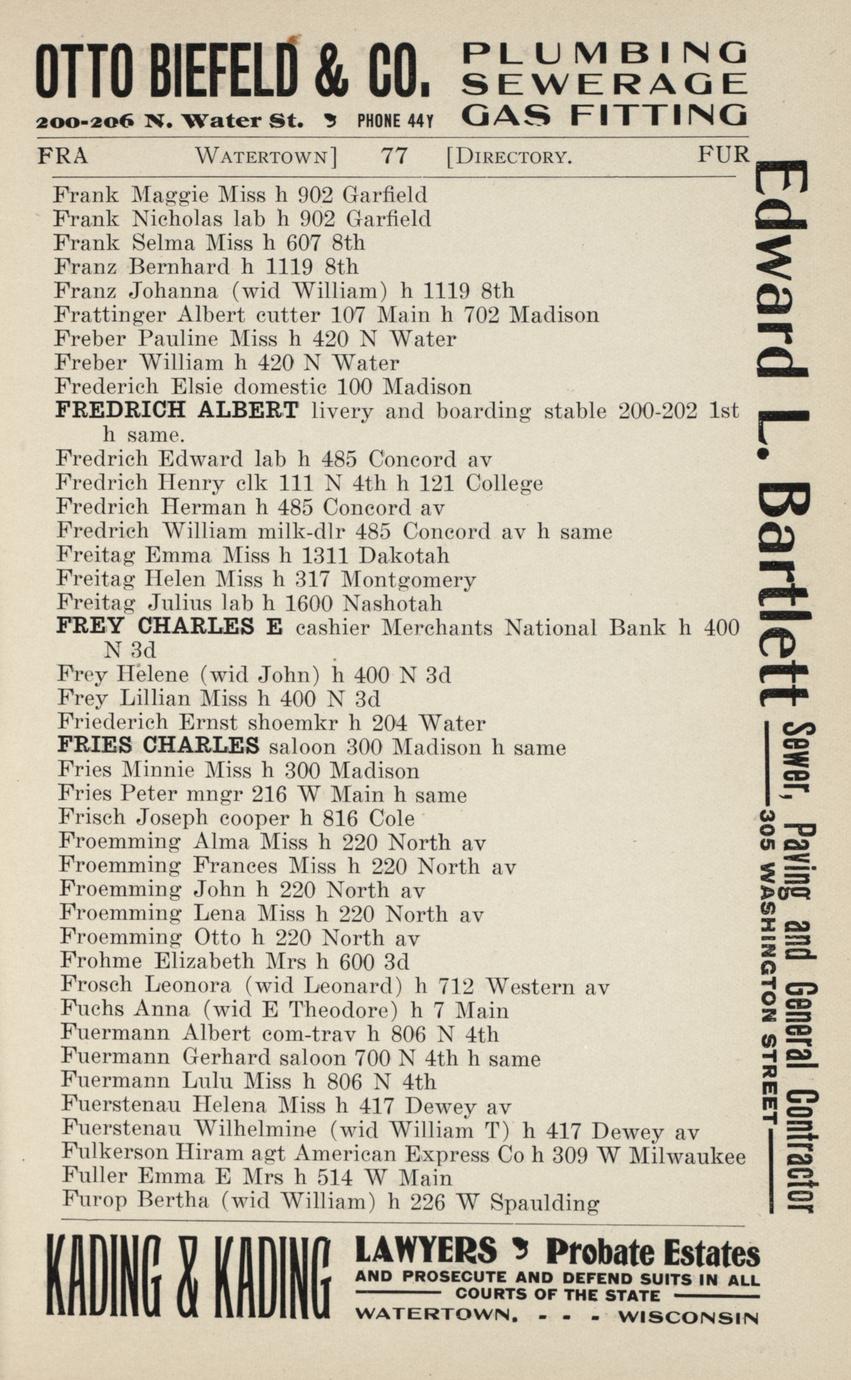 OTTO BIEFELD & CO.
200-206 N. Water St. PHONE 44Y
PLUMBING
SEWERAGE
GAS FITTING
FRA WATERTOWN] 77 [DIRECTORY. FUR
Frank Maggie Miss h 902 Garfield
Frank Nicholas lab h 902 Garfield
Frank Selma Miss h 607 8th
Franz Bernhard h 1119 8th
Franz Johanna (wid William) h 1119 8th
Frattinger Albert cutter 107 Main h 702 Madison
Freber Pauline Miss h 420 N Water
Freber William h 420 N Water
Frederich Elsie domestic 100 Madison
FREDRICH ALBERT livery and boarding stable 200-202 1st
h same.
Fredrich Edward lab h 485 Concord av
Fredrich Henry clk 111 N 4th h 121 College
Fredrich Herman h 485 Concord av
Fredrich William milk-dlr 485 Concord av h same
Freitag Emma Miss h 1311 Dakotah
Freitag Helen Miss h 317 Montgomery
Freitag Julius lab h 1600 Nashotah
FREY CHARLES E cashier Merchants National Bank h 400
N 3d
Frey Helene (wid John) h 400 N 3d
Frey Lillian Miss h 400 N 3d
Friederich Ernst shoemkr h 204 Water
FRIES CHARLES saloon 300 Madison h same
Fries Minnie Miss h 300 Madison
Fries Peter mngr 216 W Main h same
Frisch Joseph cooper h 816 Cole
Froemming Alma Miss h 220 North av
Froemming Frances Miss h 220 North av
Froemming John h 220 North av
Froemming Lena Miss h 220 North av
Froemming Otto h 220 North av
Frohme Elizabeth Mrs h 600 3d
Frosch Leonora (wid Leonard) h 712 Western av
Fuchs Anna (wid E Theodore) h 7 Main
Fuermann Albert com-trav h 806 N 4th
Fuermann Gerhard saloon 700 N 4th h same
Fuermann Lulu Miss h 806 N 4th
Fuerstenau Helena Miss h 417 Dewey av
Fuerstenau Wilhelmine (wid William T) h 417 Dewey av
Fulkerson Hiram agt American Express Co h 309 W Milwaukee
Fuller Emma E Mrs h 514 W Main
Furop Bertha (wid William) h 226 W Spaulding
Edward L. Bartlett
Sewer, Paving and General Contractor
305 WASHINGTON STREET
KADING & KADING
LAWYERS Probate Estates
AND PROSECUTE AND DEFEND SUITS IN ALL
COURTS OF THE STATE
WATERTOWN, - - - WISCONSIN